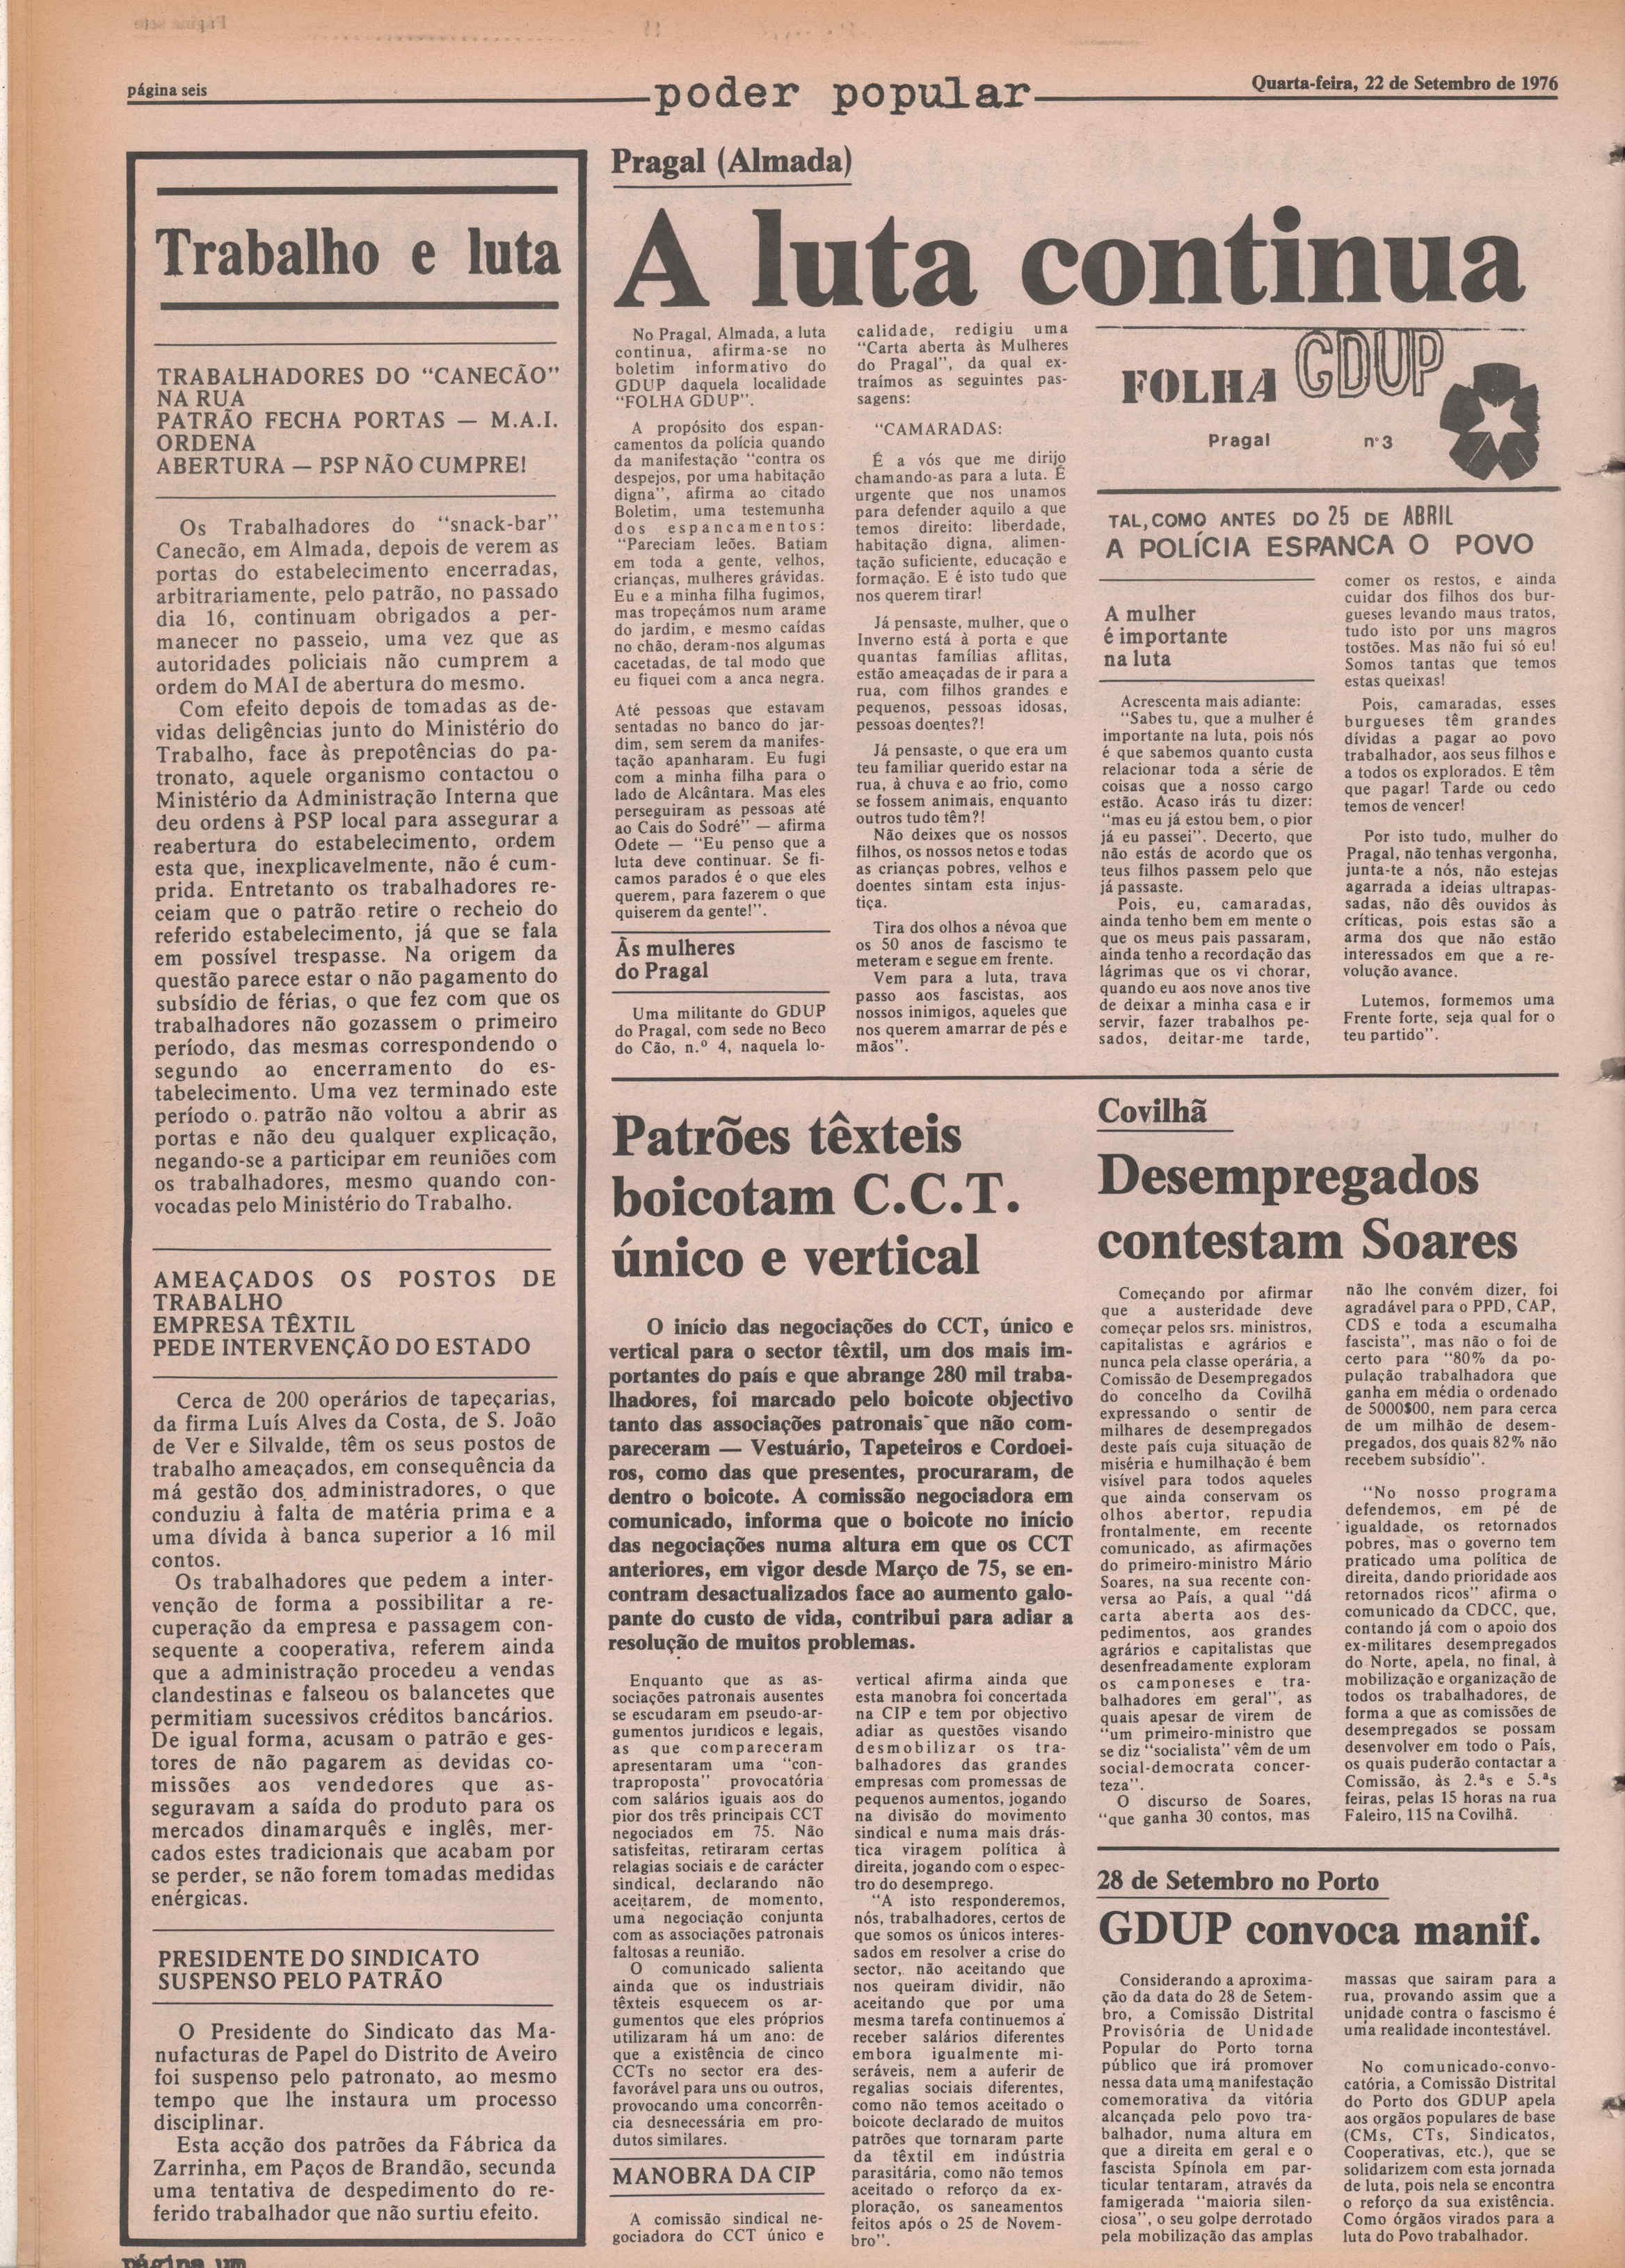 página seis
poder popular
Quarta-feira, 22 de Setembro de 1976
Trabalho e luta
TRABALHADORES DO “CANECÃO”
NA RUA
PATRÃO FECHA PORTAS — M.A.I.
ORDENA
ABERTURA — PSP NÃO CUMPRE!
Os Trabalhadores do “snack-bar”
Canecão, em Almada, depois de verem as
portas do estabelecimento encerradas,
arbitrariamente, pelo patrão, no passado
dia 16, continuam obrigados a per-
manecer no passeio, uma vez que as
autoridades policiais não cumprem a
ordem do MAI de abertura do mesmo.
Com efeito depois de tomadas as de-
vidas deligências junto do Ministério do
Trabalho, face às prepotências do pa-
tronato, aquele organismo contactou o
Ministério da Administração Interna que
deu ordens à PSP local para assegurar a
reabertura do estabelecimento, ordem
esta que, inexplicavelmente, não é cum-
prida. Entretanto os trabalhadores re-
ceiam que o patrão retire o recheio do
referido estabelecimento, já que se fala
em possível trespasse. Na origem da
questão parece estar o não pagamento do
subsídio de férias, o que fez com que os
trabalhadores não gozassem o primeiro
período, das mesmas correspondendo o
segundo ao encerramento do es-
tabelecimento. Uma vez terminado este
período o. patrão não voltou a abrir as
portas e não deu qualquer explicação,
negando-se a participar em reuniões com
os trabalhadores, mesmo quando con-
vocadas pelo Ministério do Trabalho.
AMEAÇADOS OS POSTOS DE
TRABALHO
EMPRESA TÊXTIL
PEDE INTERVENÇÃO DO ESTADO
Cerca de 200 operários de tapeçarias,
da firma Luís Alves da Costa, de S. João
de Ver e Silvalde, têm os seus postos de
trabalho ameaçados, em consequência da
má gestão dos administradores, o que
conduziu à falta de matéria prima e a
uma dívida à banca superior a 16 mil
contos.
Os trabalhadores que pedem a inter-
venção de forma a possibilitar a re-
cuperação da empresa e passagem con-
sequente a cooperativa, referem ainda
que a administração procedeu a vendas
clandestinas e falseou os balancetes que
permitiam sucessivos créditos bancários.
De igual forma, acusam o patrão e ges-
tores de não pagarem as devidas co-
missões aos vendedores que as-
seguravam a saída do produto para os
mercados dinamarquês e inglês, mer-
cados estes tradicionais que acabam por
se perder, se não forem tomadas medidas
enérgicas.
PRESIDENTE DO SINDICATO
SUSPENSO PELO PATRÃO
O Presidente do Sindicato das Ma-
nufacturas de Papel do Distrito de Aveiro
foi suspenso pelo patronato, ao mesmo
tempo que lhe instaura um processo
disciplinar.
Esta acção dos patrões da Fábrica da
Zarrinha, em Paços de Brandão, secunda
uma tentativa de despedimento do re-
ferido trabalhador que não surtiu efeito.
Pragal (Almada)
A luta continua
No Pragal, Almada, a luta
continua, afirma-se no
boletim informativo do
GDUP daquela localidade
“FOLHA GDUP”.
A propósito dos espan-
camentos da polícia quando
da manifestação “contra os
despejos, por uma habitação
digna”, afirma ao citado
Boletim, uma testemunha
dos espancamentos:
“Pareciam leões. Batiam
em toda a gente, velhos,
crianças, mulheres grávidas.
Eu e a minha filha fugimos,
mas tropeçámos num arame
do jardim, e mesmo caídas
no chão, deram-nos algumas
cacetadas, de tal modo que
eu fiquei com a anca negra.
Até pessoas que estavam
sentadas no banco do jar-
dim, sem serem da manifes-
tação apanharam. Eu fugi
com a minha filha para o
lado de Alcântara. Mas eles
perseguiram as pessoas até
ao Cais do Sodré” — afirma
Odete — “Eu penso que a
luta deve continuar. Se fi-
camos parados é o que eles
querem, para fazerem o que
quiserem da gente!”.
Às mulheres
do Pragal
Uma militante do GDUP
do Pragal, com sede no Beco
do Cão, n.º 4, naquela lo-
calidade, redigiu uma
“Carta aberta às Mulheres
do Pragal”, da qual ex-
traímos as seguintes pas-
sagens:
“CAMARADAS:
É a vós que me dirijo
chamando-as para a luta. É
urgente que nos unamos
para defender aquilo a que
temos direito: liberdade,
habitação digna, alimen-
tação suficiente, educação e
formação. E é isto tudo que
nos querem tirar!
Já pensaste, mulher, que o
Inverno está à porta e que
quantas famílias aflitas,
estão ameaçadas de ir para a
rua, com filhos grandes e
pequenos, pessoas idosas,
pessoas doentes?!
Já pensaste, o que era um
teu familiar querido estar na
rua, à chuva e ao frio, como
se fossem animais, enquanto
outros tudo têm?!
Não deixes que os nossos
filhos, os nossos netos e todas
as crianças pobres, velhos e
doentes sintam esta injus-
tiça.
Tira dos olhos a névoa que
os 50 anos de fascismo te
meteram e segue em frente.
Vem para a luta, trava
passo aos fascistas, aos
nossos inimigos, aqueles que
nos querem amarrar de pés e
mãos”.
FOLHA GDUP
Pragal nº3
TAL, COMO ANTES DO 25 DE ABRIL
A POLÍCIA ESPANCA O POVO
A mulher
é importante
na luta
Acrescenta mais adiante:
“Sabes tu, que a mulher é
importante na luta, pois nós
é que sabemos quanto custa
relacionar toda a série de
coisas que a nosso cargo
estão. Acaso irás tu dizer:
“mas eu já estou bem, o pior
já eu passei”. Decerto, que
não estás de acordo que os
teus filhos passem pelo que
já passaste.
Pois, eu, camaradas,
ainda tenho bem em mente o
que os meus pais passaram,
ainda tenho a recordação das
lágrimas que os vi chorar,
quando eu aos nove anos tive
de deixar a minha casa e ir
servir, fazer trabalhos pe-
sados, deitar-me tarde,
comer os restos, e ainda
cuidar dos filhos dos bur-
gueses levando maus tratos,
tudo isto por uns magros
tostões. Mas não fui só eu!
Somos tantas que temos
estas queixas!
Pois, camaradas, esses
burgueses têm grandes
dívidas a pagar ao povo
trabalhador, aos seus filhos e
a todos os explorados. E têm
que pagar! Tarde ou cedo
temos de vencer!
Por isto tudo, mulher do
Pragal, não tenhas vergonha,
junta-te a nós, não estejas
agarrada a ideias ultrapas-
sadas, não dês ouvidos às
críticas, pois estas são a
arma dos que não estão
interessados em que a re-
volução avance.
Lutemos, formemos uma
Frente forte, seja qual for o
teu partido”.
Patrões têxteis
boicotam C.C.T.
único e vertical
O início das negociações do CCT, único e
vertical para o sector têxtil, um dos mais im-
portantes do país e que abrange 280 mil traba-
lhadores, foi marcado pelo boicote objectivo
tanto das associações patronais que não com-
pareceram — Vestuário, Tapeteiros e Cordoei-
ros, como das que presentes, procuraram, de
dentro o boicote. A comissão negociadora em
comunicado, informa que o boicote no início
das negociações numa altura em que os CCT
anteriores, em vigor desde Março de 75, se en-
contram desactualizados face ao aumento galo-
pante do custo de vida, contribui para adiar a
resolução de muitos problemas.
Enquanto que as as-
sociações patronais ausentes
se escudaram em pseudo-ar-
gumentos jurídicos e legais,
as que compareceram
apresentaram uma “con-
traproposta” provocatória
com salários iguais aos do
pior dos três principais CCT
negociados em 75. Não
satisfeitas, retiraram certas
relagias sociais e de carácter
sindical, declarando não
aceitarem, de momento,
uma negociação conjunta
com as associações patronais
faltosas a reunião.
O comunicado salienta
ainda que os industriais
têxteis esquecem os ar-
gumentos que eles próprios
utilizaram há um ano: de
que a existência de cinco
CCTs no sector era des-
favorável para uns ou outros,
provocando uma concorrên-
cia desnecessária em pro-
dutos similares.
MANOBRA DA CIP
A comissão sindical ne-
gociadora do CCT único e
vertical afirma ainda que
esta manobra foi concertada
na CIP e tem por objectivo
adiar as questões visando
desmobilizar os tra-
balhadores das grandes
empresas com promessas de
pequenos aumentos, jogando
na divisão do movimento
sindical e numa mais drás-
tica viragem política à
direita, jogando com o espec-
tro do desemprego.
“A isto responderemos,
nós, trabalhadores, certos de
que somos os únicos interes-
sados em resolver a crise do
sector, não aceitando que
nos queiram dividir, não
aceitando que por uma
mesma tarefa continuemos a
receber salários diferentes
embora igualmente mi-
seráveis, nem a auferir de
regalias sociais diferentes,
como não temos aceitado o
boicote declarado de muitos
patrões que tornaram parte
da têxtil em indústria
parasitária, como não temos
aceitado o reforço da ex-
ploração, os saneamentos
feitos após o 25 de Novem-
bro”.
Covilhã
Desempregados
contestam Soares
Começando por afirmar
que a austeridade deve
começar pelos srs. ministros,
capitalistas e agrários e
nunca pela classe operária, a
Comissão de Desempregados
do concelho da Covilhã
expressando o sentir de
milhares de desempregados
deste país cuja situação de
miséria e humilhação é bem
visível para todos aqueles
que ainda conservam os
olhos abertor, repudia
frontalmente, em recente
comunicado, as afirmações
do primeiro-ministro Mário
Soares, na sua recente con-
versa ao País, a qual “dá
carta aberta aos des-
pedimentos, aos grandes
agrários e capitalistas que
desenfreadamente exploram
os camponeses e tra-
balhadores em geral”, as
quais apesar de virem de
“um primeiro-ministro que
se diz “socialista” vêm de um
social-democrata concer-
teza”.
O discurso de Soares,
“que ganha 30 contos, mas
não lhe convém dizer, foi
agradável para o PPD, CAP,
CDS e toda a escumalha
fascista”, mas não o foi de
certo para “80% da po-
pulação trabalhadora que
ganha em média o ordenado
de 5000$00, nem para cerca
de um milhão de desem-
pregados, dos quais 82% não
recebem subsídio”.
“No nosso programa
defendemos, em pé de
igualdade, os retornados
pobres, mas o governo tem
praticado uma política de
direita, dando prioridade aos
retornados ricos” afirma o
comunicado da CDCC, que,
contando já com o apoio dos
ex-militares desempregados
do Norte, apela, no final, à
mobilização e organização de
todos os trabalhadores, de
forma a que as comissões de
desempregados se possam
desenvolver em todo o País,
os quais puderão contactar a
Comissão, às 2.ªs e 5.ªs
feiras, pelas 15 horas na rua
Faleiro, 115 na Covilhã.
28 de Setembro no Porto
GDUP convoca manif.
Considerando a aproxima-
ção da data do 28 de Setem-
bro, a Comissão Distrital
Provisória de Unidade
Popular do Porto torna
público que irá promover
nessa data uma manifestação
comemorativa da vitória
alcançada pelo povo tra-
balhador, numa altura em
que a direita em geral e o
fascista Spínola em par-
ticular tentaram, através da
famigerada “maioria silen-
ciosa”, o seu golpe derrotado
pela mobilização das amplas
massas que sairam para a
rua, provando assim que a
unidade contra o fascismo é
uma realidade incontestável.
No comunicado-convo-
catória, a Comissão Distrital
do Porto dos GDUP apela
aos orgãos populares de base
(CMs, CTs, Sindicatos,
Cooperativas, etc.), que se
solidarizem com esta jornada
de luta, pois nela se encontra
o reforço da sua existência.
Como órgãos virados para a
luta do Povo trabalhador.
página um